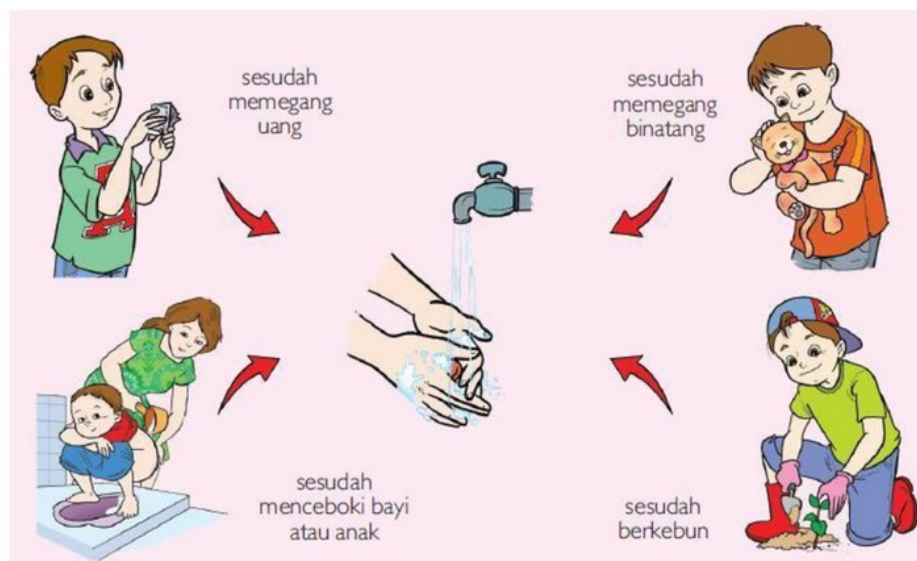 sesudah
memegang
uang
sesudah
memegang
binatang
sesudah
menceboki bayi
atau anak
sesudah
berkebun